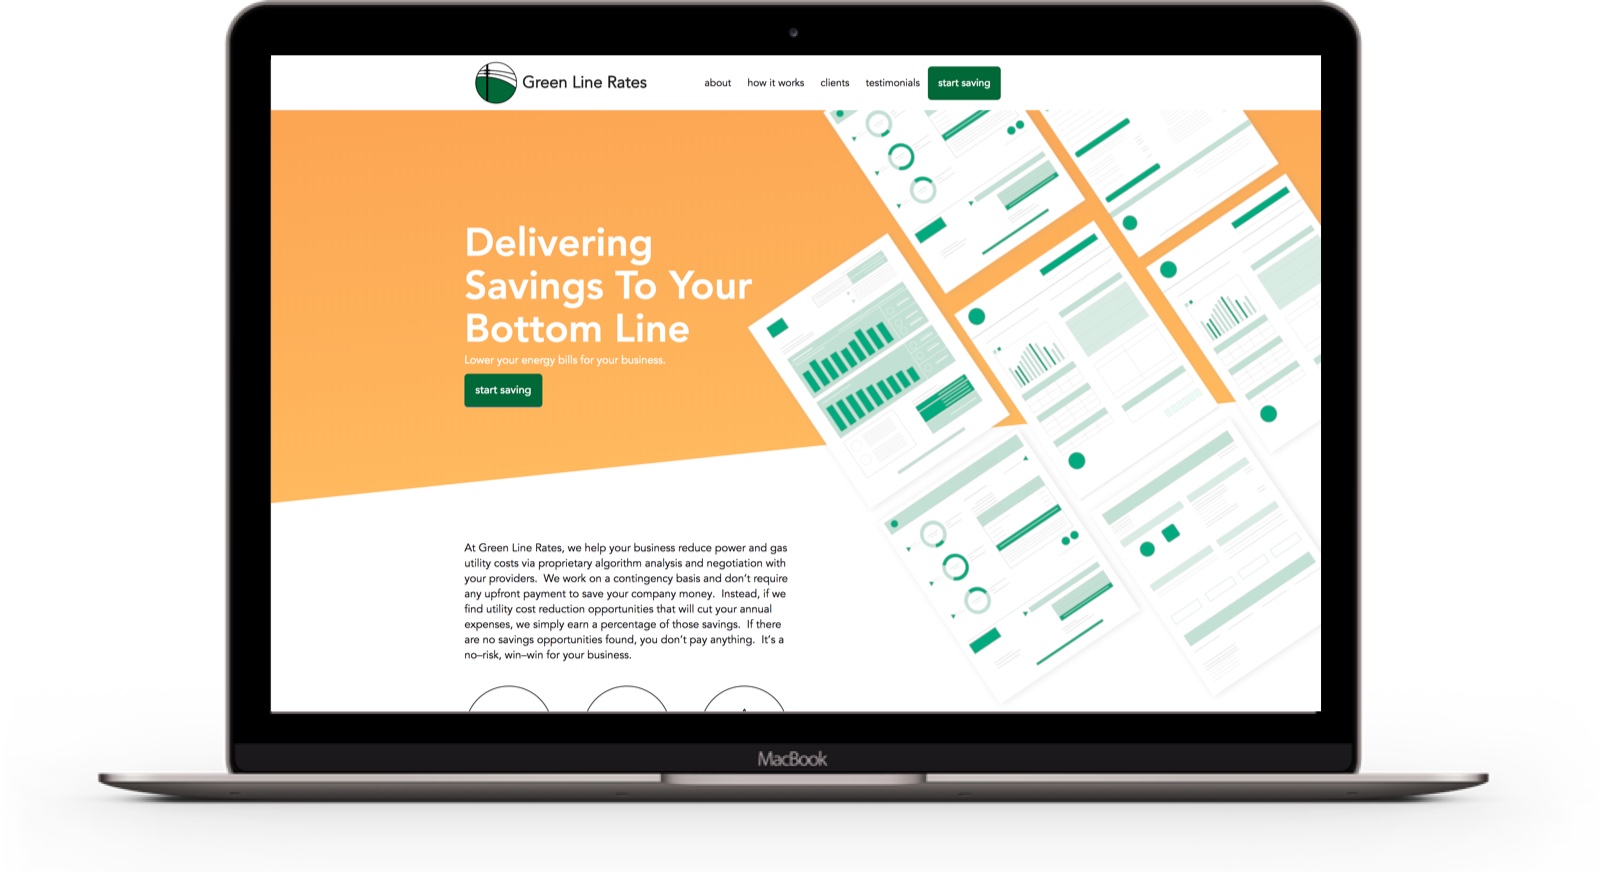 Green Line Rates
about how it works clients testimonials start saving
Delivering
Savings To Your
Bottom Line
Lower your energy bills for your business.
start saving
At Green Line Rates, we help your business reduce power and gas
utility costs via proprietary algorithm analysis and negotiation with
your providers.  We work on a contingency basis and don't require
any upfront payment to save your company money.  Instead, if we
find utility cost reduction opportunities that will cut your annual
expenses, we simply earn a percentage of those savings.  If there
are no savings opportunities found, you don't pay anything.  It's a
no–risk, win–win for your business.
MacBook